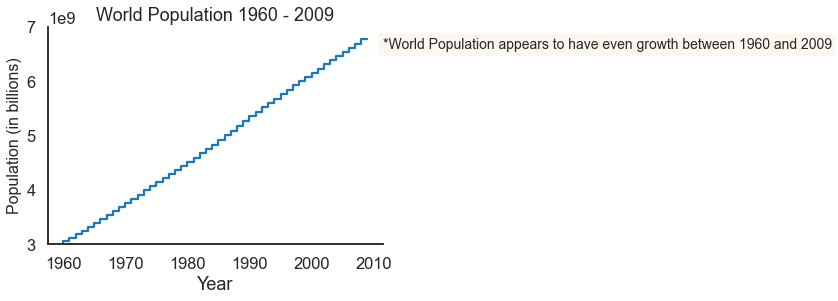 World Population 1960 - 2009
1e9
*World Population appears to have even growth between 1960 and 2009
Population (in billions)
7
6
5
4
3
1960 1970 1980 1990 2000 2010
Year